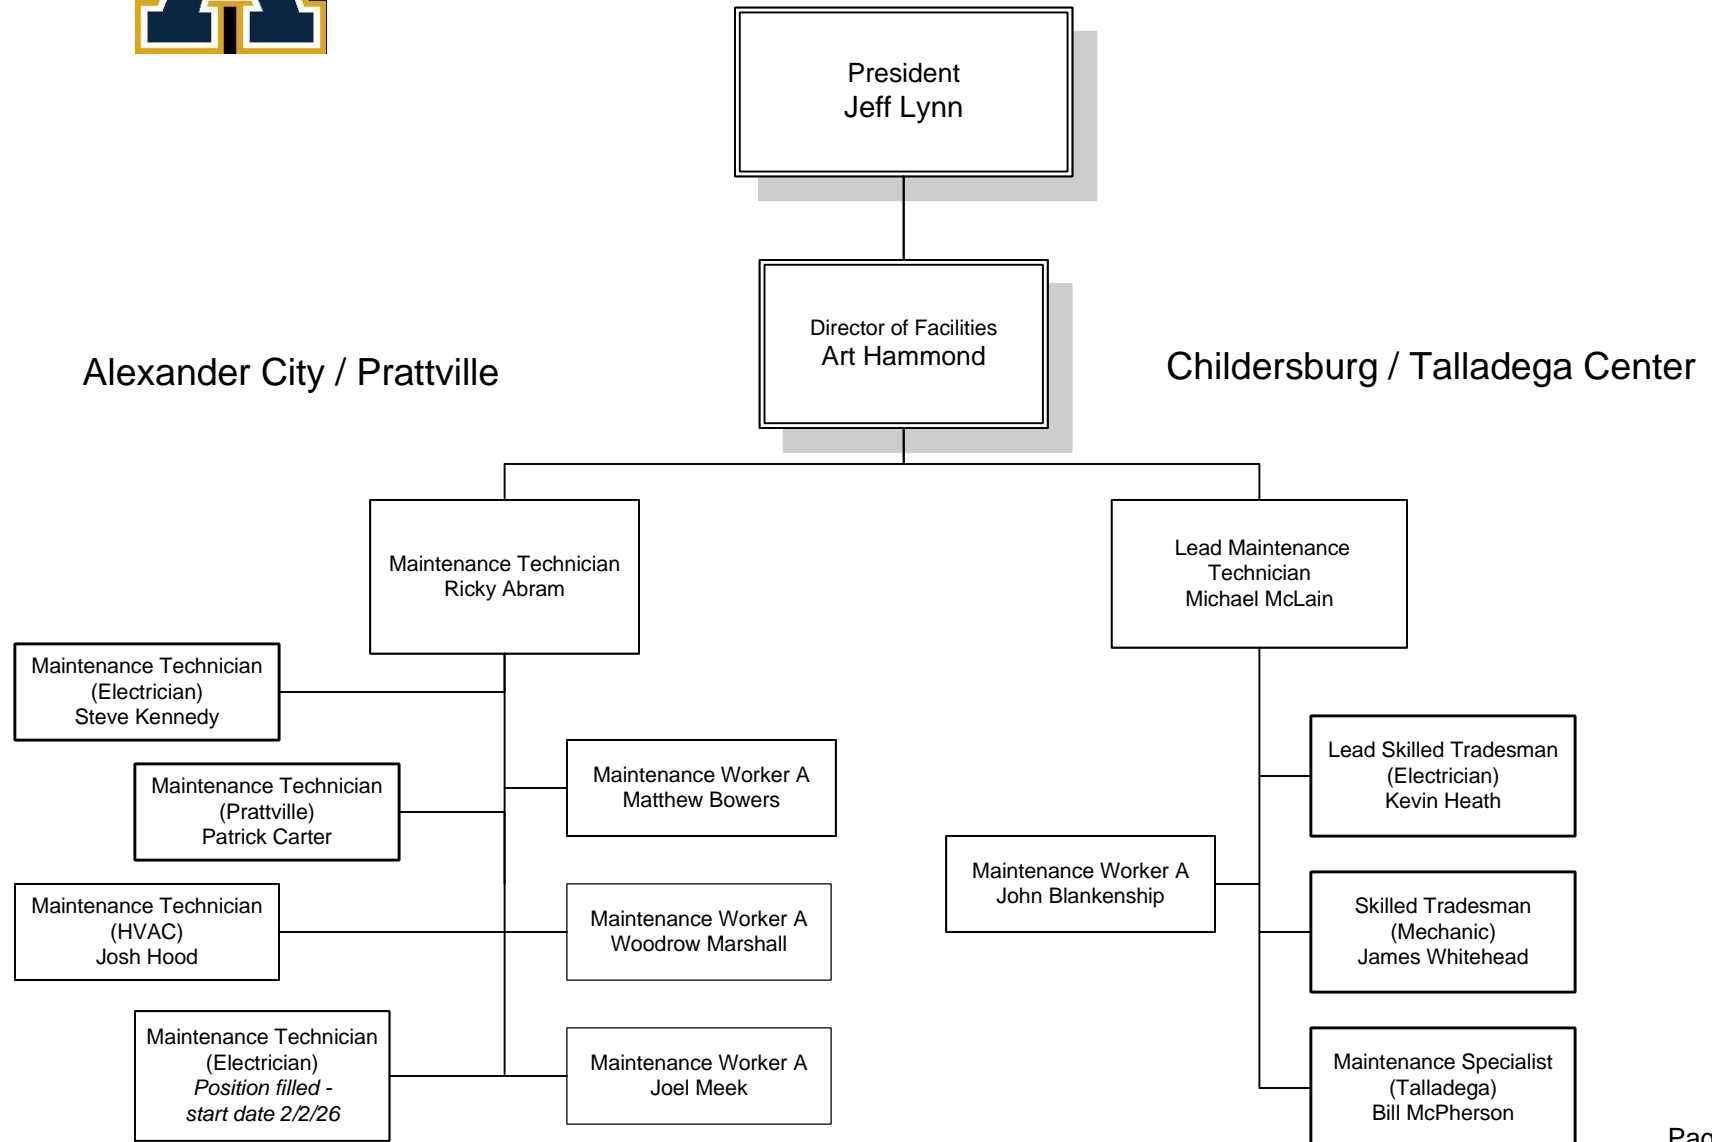 President
Jeff Lynn
Director of Facilities
Art Hammond
Alexander City / Prattville
Childersburg / Talladega Center
Maintenance Technician
Ricky Abram
Lead Maintenance
Technician
Michael McLain
Maintenance Technician
(Electrician)
Steve Kennedy
Maintenance Technician
(Prattville)
Patrick Carter
Maintenance Technician
(HVAC)
Josh Hood
Maintenance Technician
(Electrician)
Position filled -
start date 2/2/26
Maintenance Worker A
Matthew Bowers
Maintenance Worker A
Woodrow Marshall
Maintenance Worker A
Joel Meek
Maintenance Worker A
John Blankenship
Lead Skilled Tradesman
(Electrician)
Kevin Heath
Skilled Tradesman
(Mechanic)
James Whitehead
Maintenance Specialist
(Talladega)
Bill McPherson